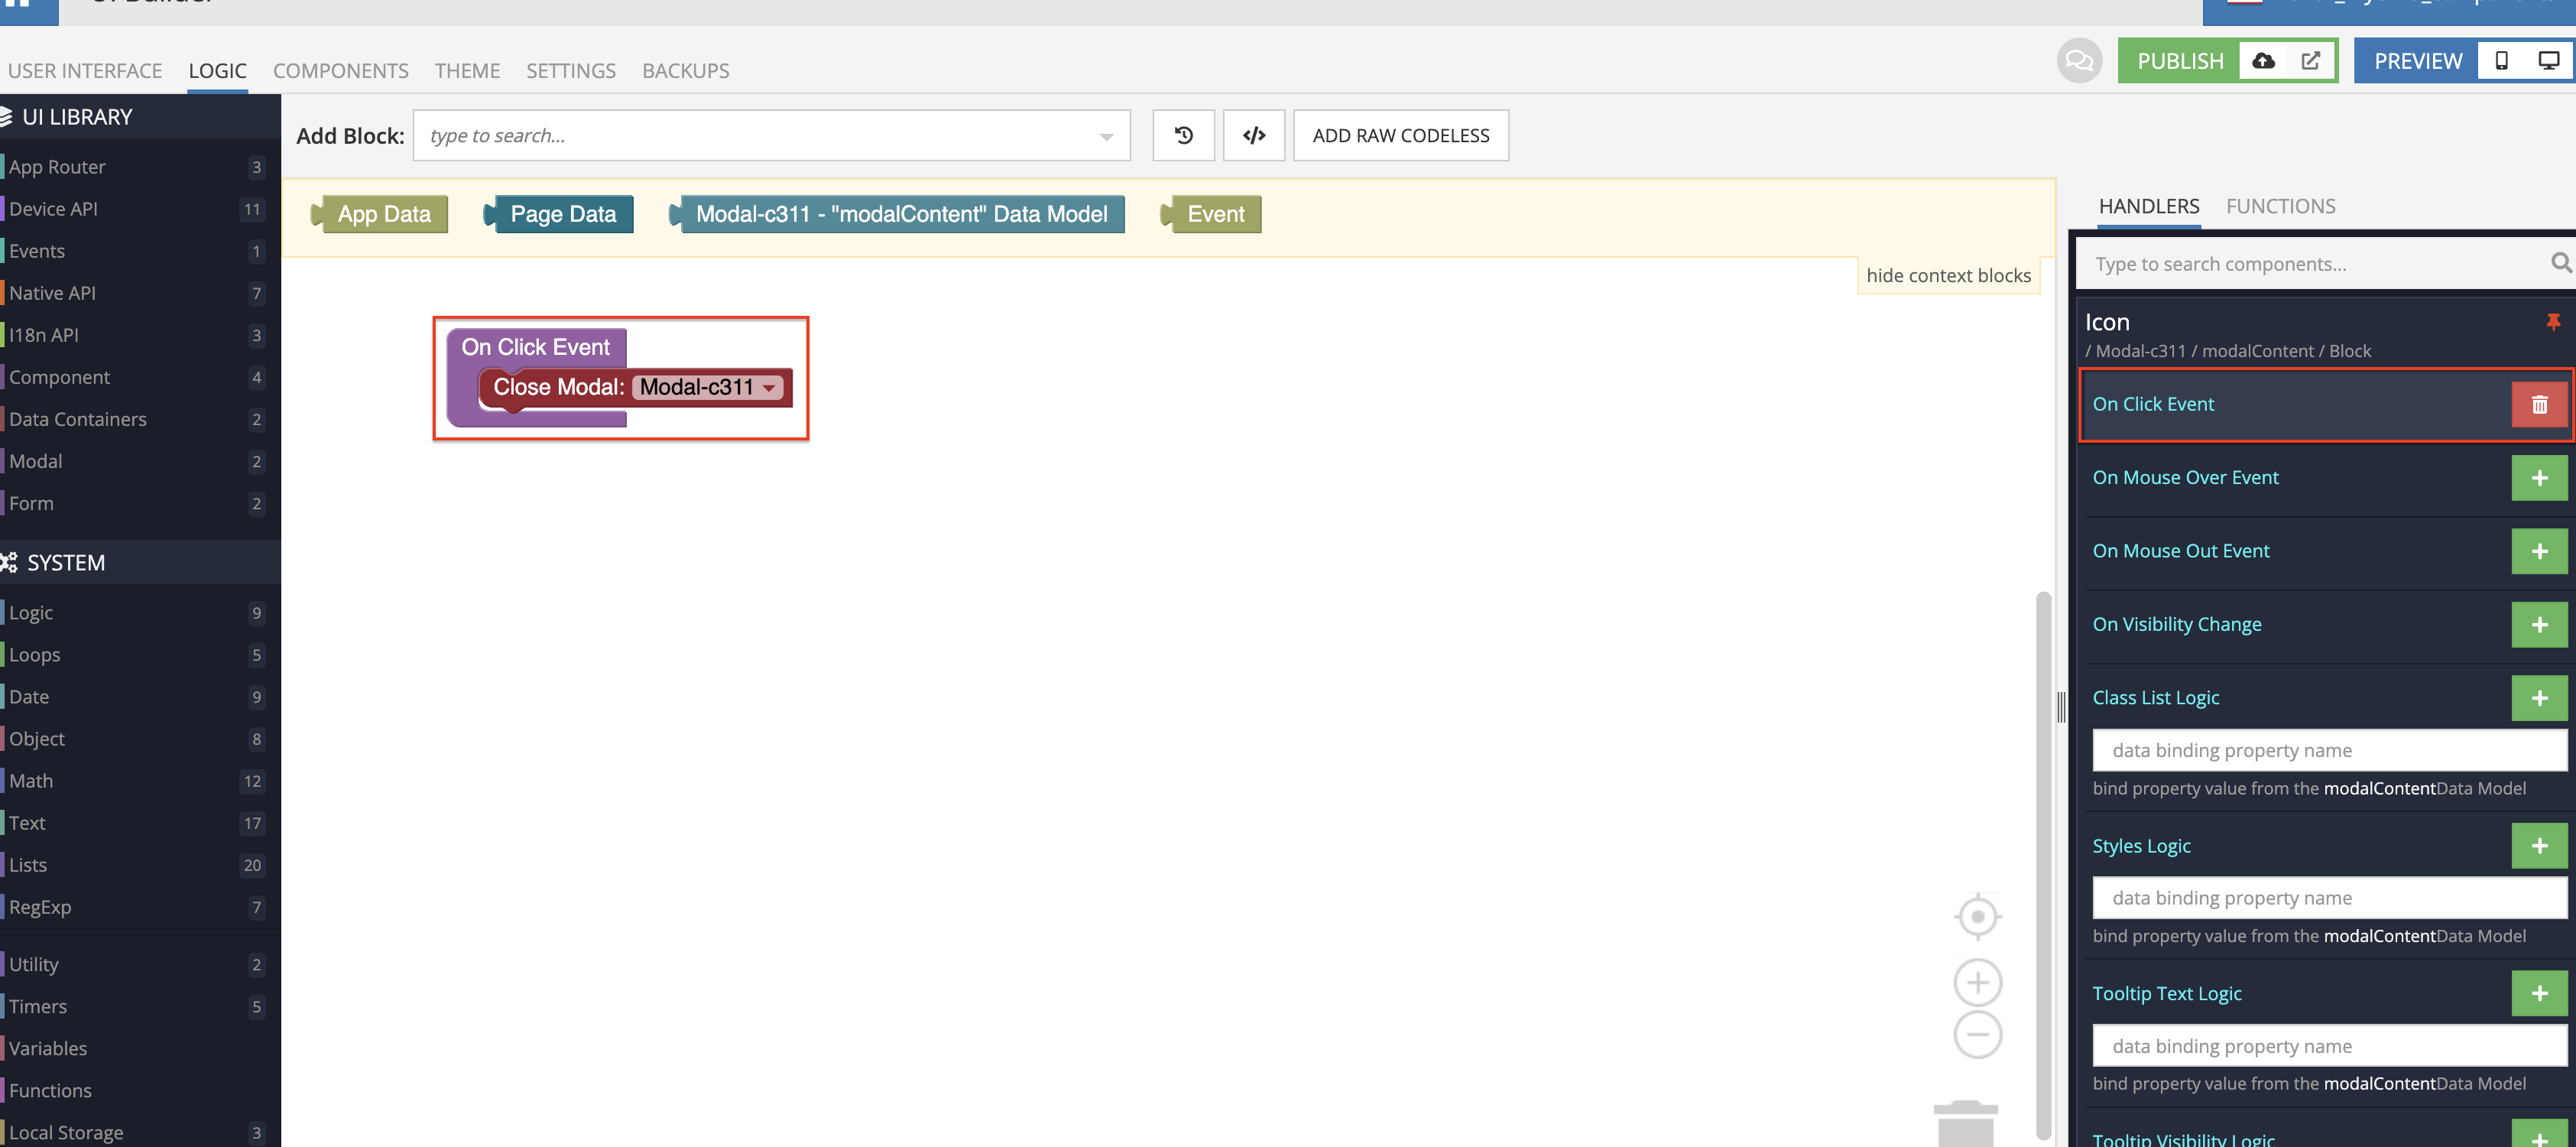 UI Builder
USER INTERFACE LOGIC COMPONENTS THEME SETTINGS BACKUPS
PUBLISH
PREVIEW
UI LIBRARY
App Router 3
Device API 11
Events 1
Native API 7
I18n API 3
Component 4
Data Containers 2
Modal 2
Form 2
SYSTEM
Logic 9
Loops 5
Date 9
Object 8
Math 12
Text 17
Lists 20
RegExp 7
Utility 2
Timers 5
Variables
Functions
Local Storage 3
Add Block: type to search... ADD RAW CODELESS
App Data Page Data Modal-c311 - "modalContent" Data Model Event
hide context blocks
On Click Event
Close Modal: Modal-c311
HANDLERS FUNCTIONS
Type to search components...
Icon
/ Modal-c311 / modalContent / Block
On Click Event
On Mouse Over Event
On Mouse Out Event
On Visibility Change
Class List Logic
data binding property name
bind property value from the modalContentData Model
Styles Logic
data binding property name
bind property value from the modalContentData Model
Tooltip Text Logic
data binding property name
bind property value from the modalContentData Model
Tooltip Visibility Logic